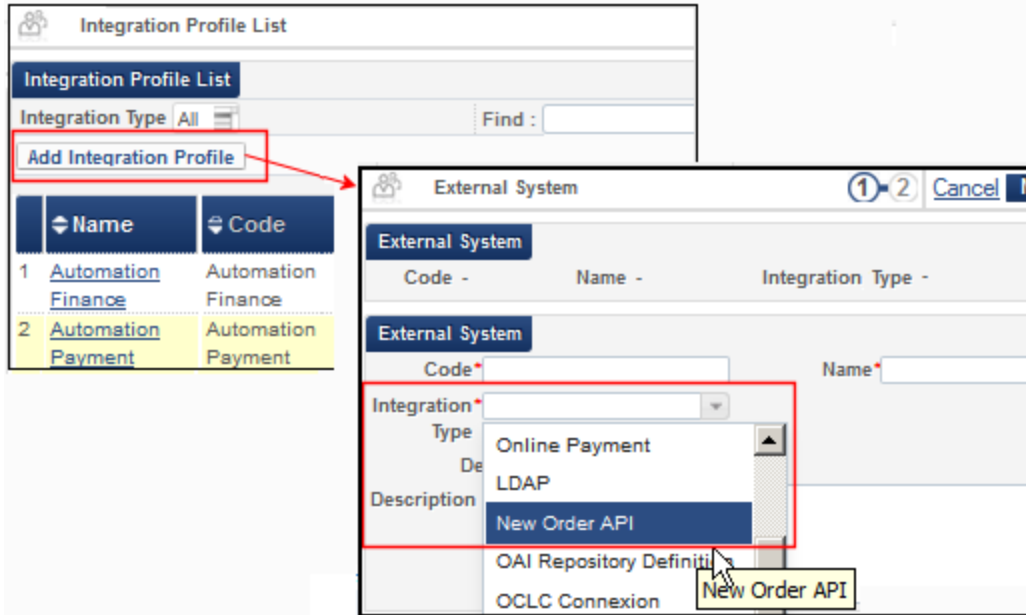 Integration Profile List
Integration Profile List
Integration Type All
Find :
Add Integration Profile
Name Code
1 Automation Finance Automation Finance
2 Automation Payment Automation Payment
External System
1 2 Cancel
External System
Code - Name - Integration Type -
External System
Code* Name*
Integration* Type
De
Description
Online Payment
LDAP
New Order API
OAI Repository Definition
OCLC Connexion
New Order API